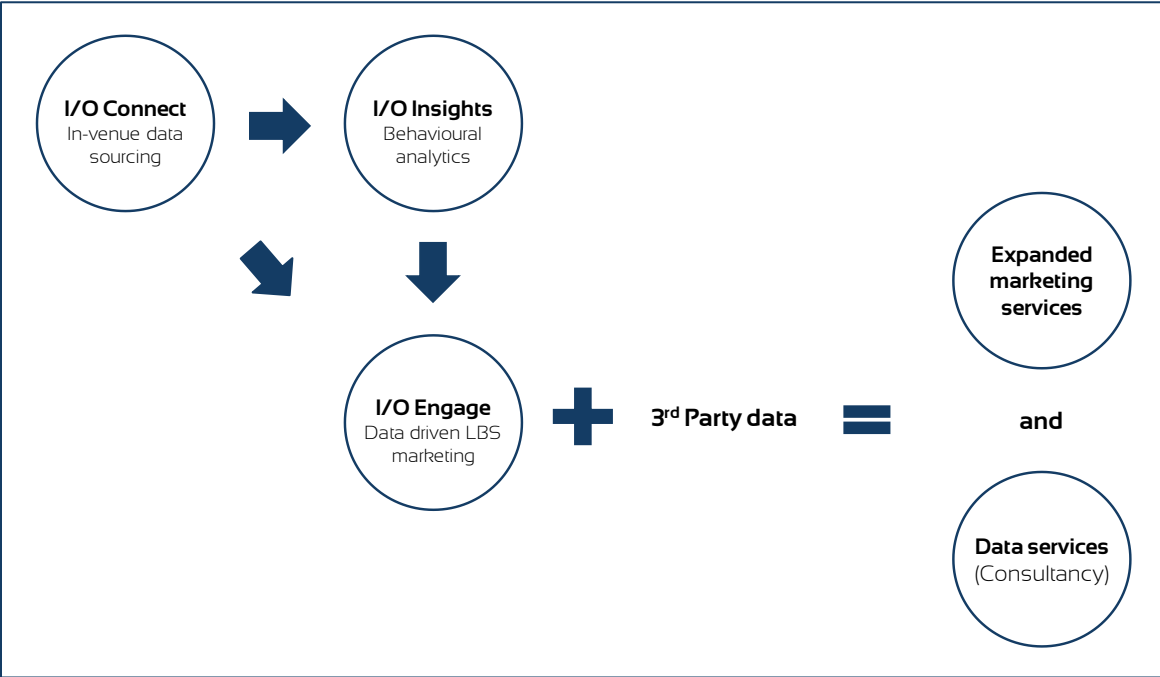 I/O Connect
In-venue data
sourcing
I/O Insights
Behavioural
analytics
I/O Engage
Data driven LBS
marketing
3rd Party data
Expanded
marketing
services
and
Data services
(Consultancy)